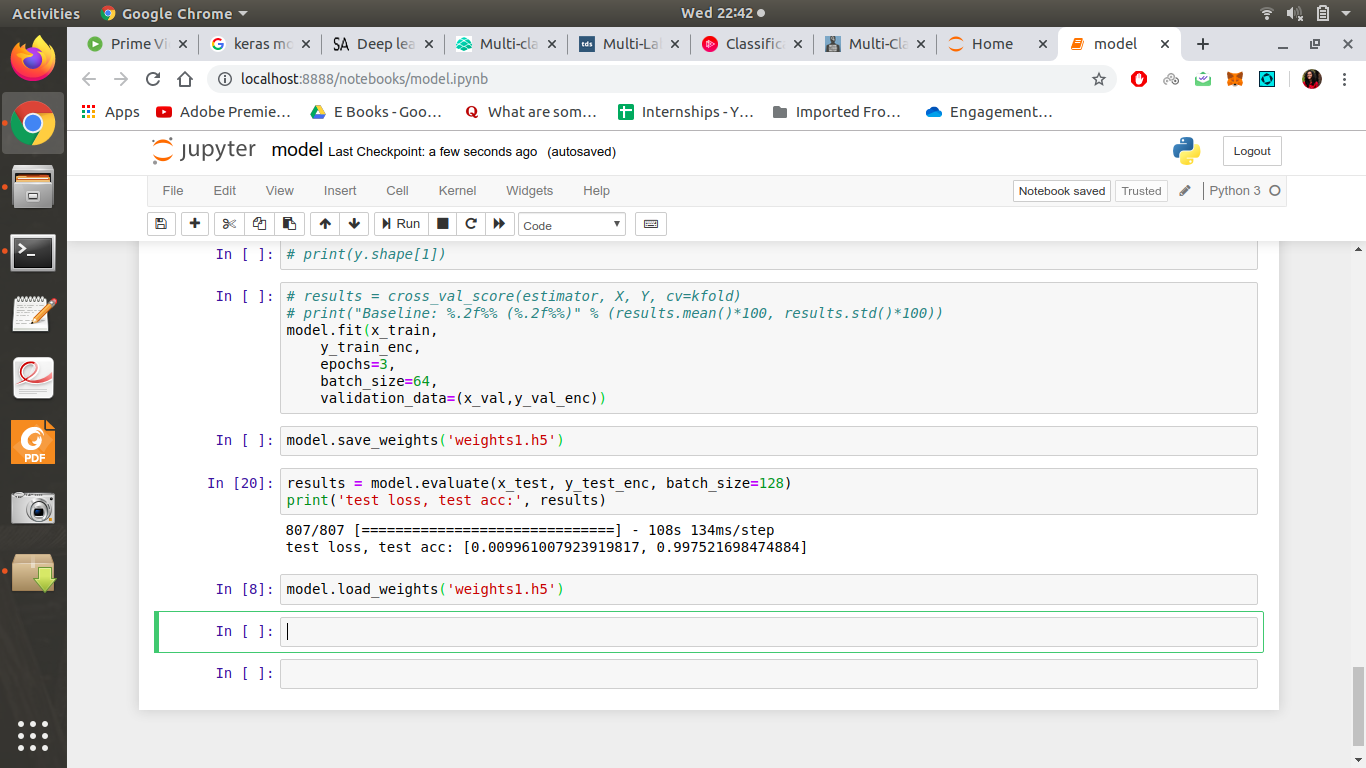 Activities Google Chrome Wed 22:42
Prime Vi keras mo SA Deep lea Multi-cla tds Multi-Lab Classifica Multi-Cla Home model
localhost:8888/notebooks/model.ipynb
Apps Adobe Premie... E Books - Goo... What are som... Internships - Y... Imported Fro... Engagement...
jupyter model Last Checkpoint: a few seconds ago (autosaved) Logout
File Edit View Insert Cell Kernel Widgets Help Notebook saved Trusted Python 3
Run Code
In [ ]: # print(y.shape[1])
In [ ]: # results = cross_val_score(estimator, X, Y, cv=kfold)
# print("Baseline: %.2f%% (%.2f%%)" % (results.mean()*100, results.std()*100))
model.fit(x_train,
y_train_enc,
epochs=3,
batch_size=64,
validation_data=(x_val,y_val_enc))
In [ ]: model.save_weights('weights1.h5')
In [20]: results = model.evaluate(x_test, y_test_enc, batch_size=128)
print('test loss, test acc:', results)
807/807 [==============================] - 108s 134ms/step
test loss, test acc: [0.009961007923919817, 0.997521698474884]
In [8]: model.load_weights('weights1.h5')
In [ ]:
In [ ]:
PDF